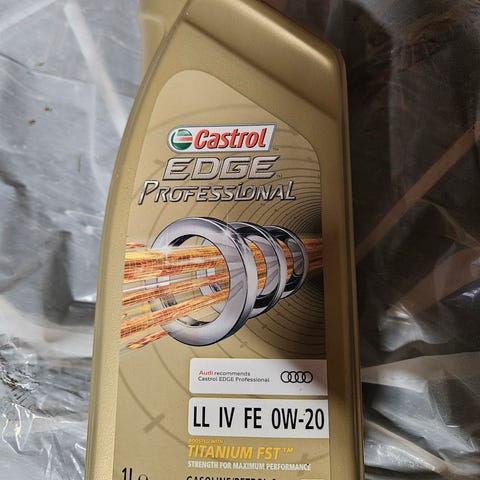 Castrol
EDGE
PROFESSIONAL
Audi recommends
Castrol EDGE Professional
LL IV FE 0W-20
BOOSTED WITH
TITANIUM FST™
STRENGTH FOR MAXIMUM PERFORMANCE
1L